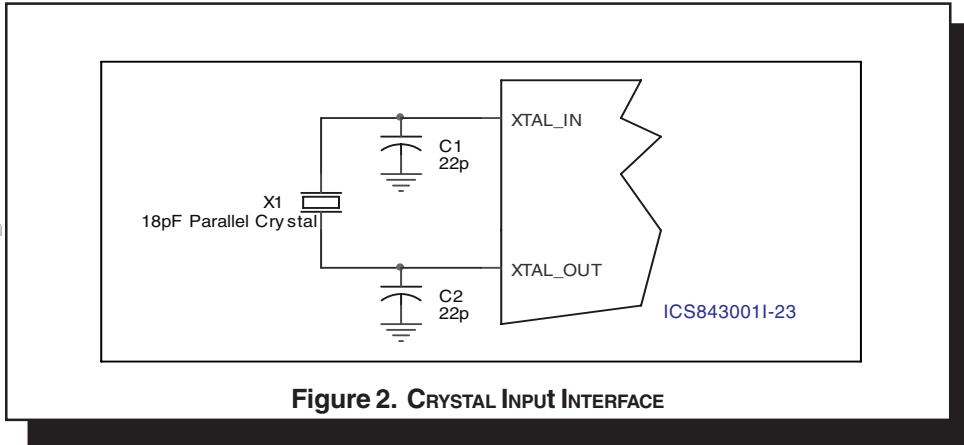 XTAL_IN
C1
22p
X1
18pF Parallel Crystal
XTAL_OUT
C2
22p
ICS843001I-23
Figure 2. CRYSTAL INPUt INTERFACE